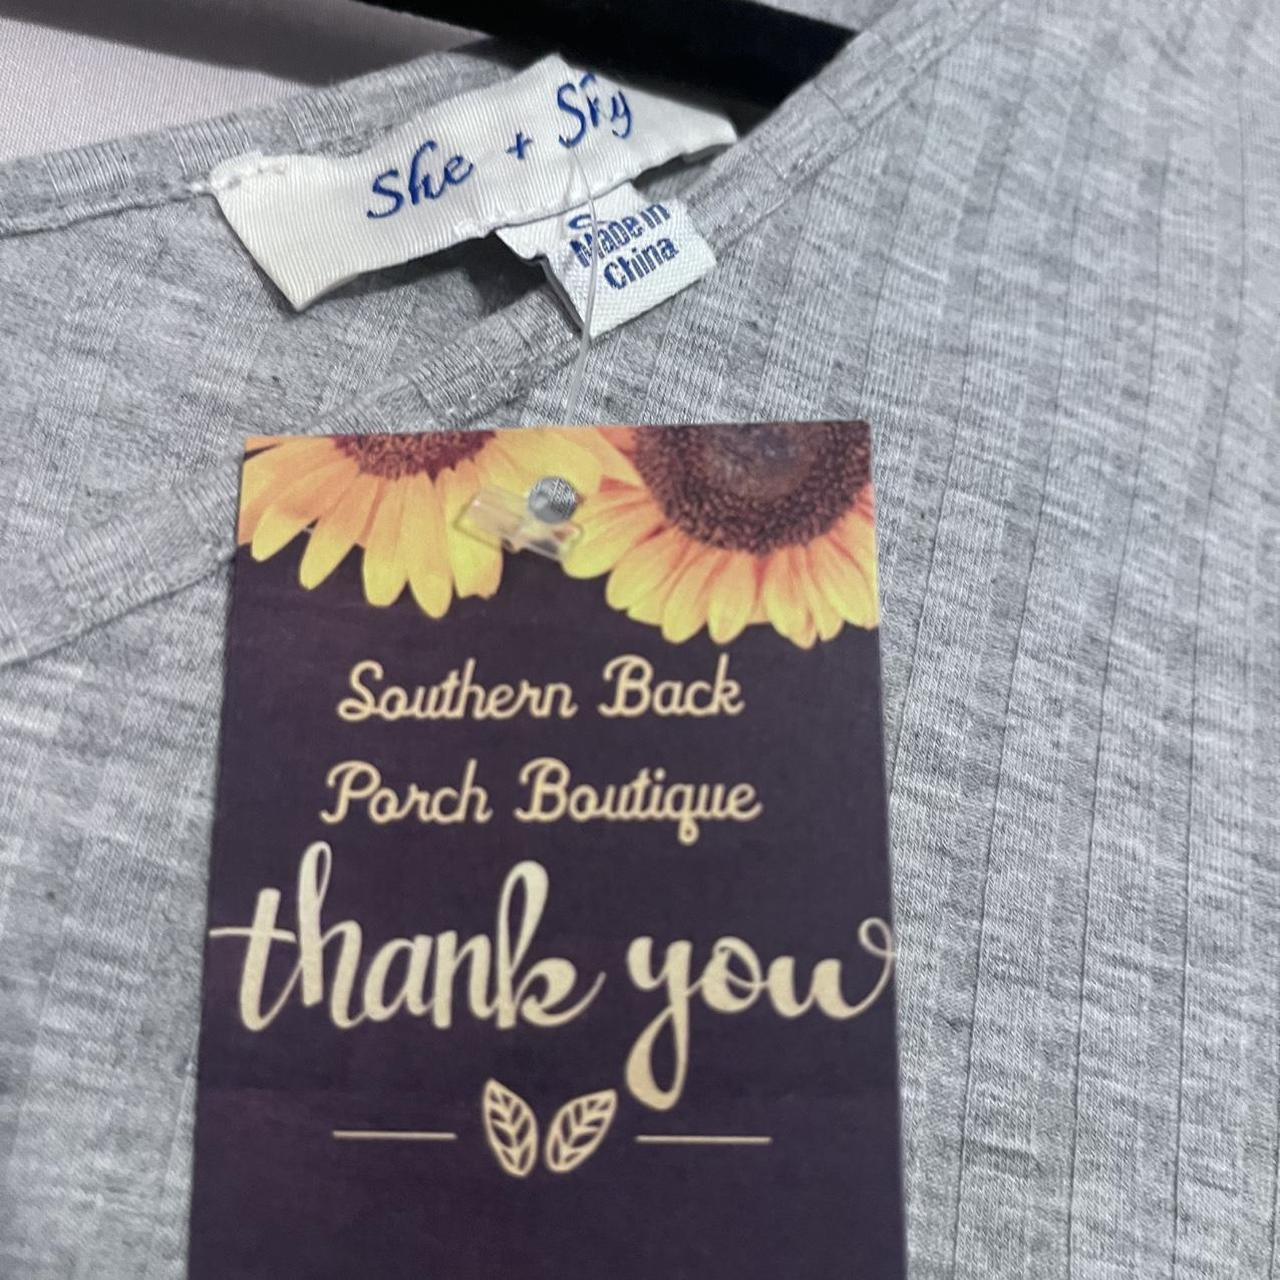 She + Sky
S
Made in
China
Southern Back
Porch Boutique
thank you